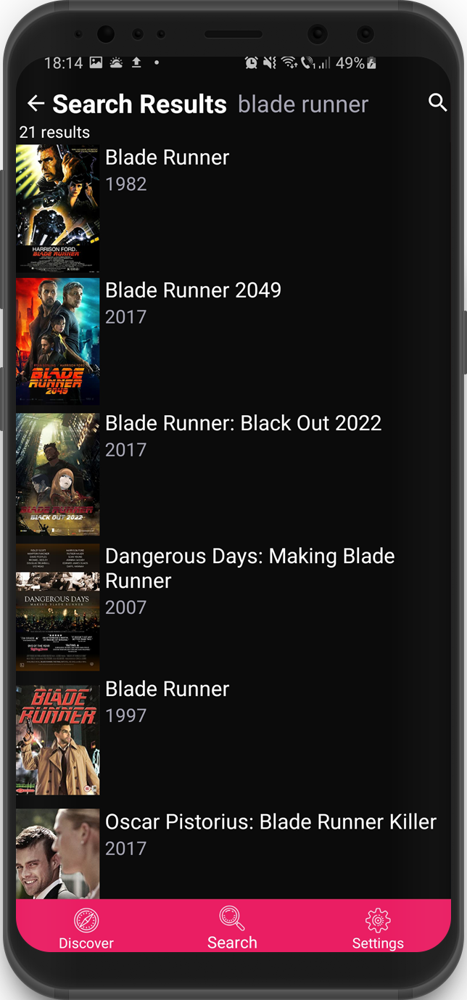 18:14 49%
Search Results blade runner
21 results
Blade Runner
1982
HARRISON FORD
BLADE RUNNER
Blade Runner 2049
2017
BLADE
RUNNER
2049
Blade Runner: Black Out 2022
2017
BLADE RUNNER
BLACK OUT 2022
Dangerous Days: Making Blade
Runner
2007
DANGEROUS DAYS
MAKING BLADE RUNNER
Blade Runner
1997
BLADE
RUNNER
Oscar Pistorius: Blade Runner Killer
2017
Discover Search Settings